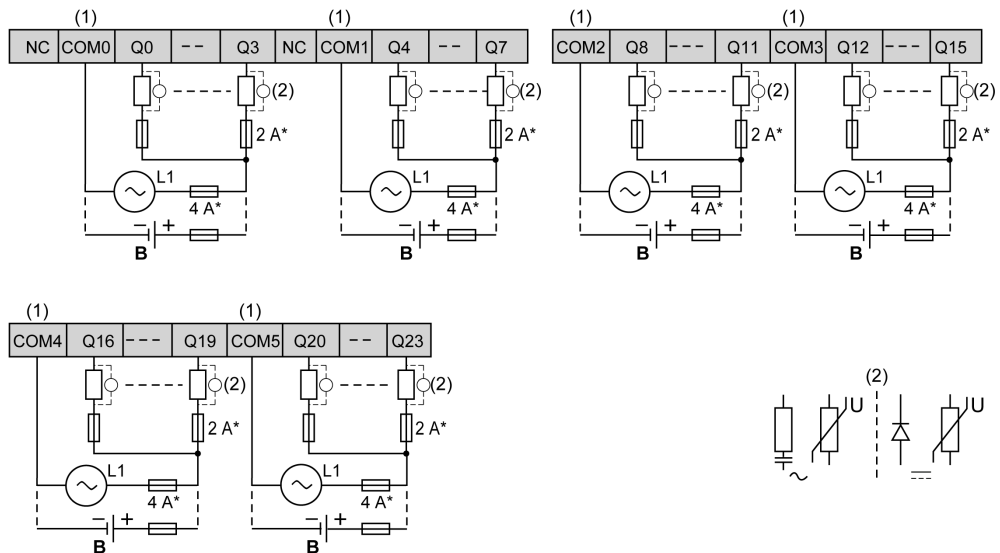 (1) (1) (1) (1)
NC COM0 Q0 -- Q3 NC COM1 Q4 -- Q7 COM2 Q8 --- Q11 COM3 Q12 --- Q15
(2) (2) (2) (2)
2 A* 2 A* 2 A* 2 A*
L1 L1 L1 L1
4 A* 4 A* 4 A* 4 A*
− + − + − + − +
B B B B
(1) (1)
COM4 Q16 --- Q19 COM5 Q20 -- Q23
(2) (2) (2)
U U
2 A* 2 A*
L1 L1
4 A* 4 A*
− + − +
B B